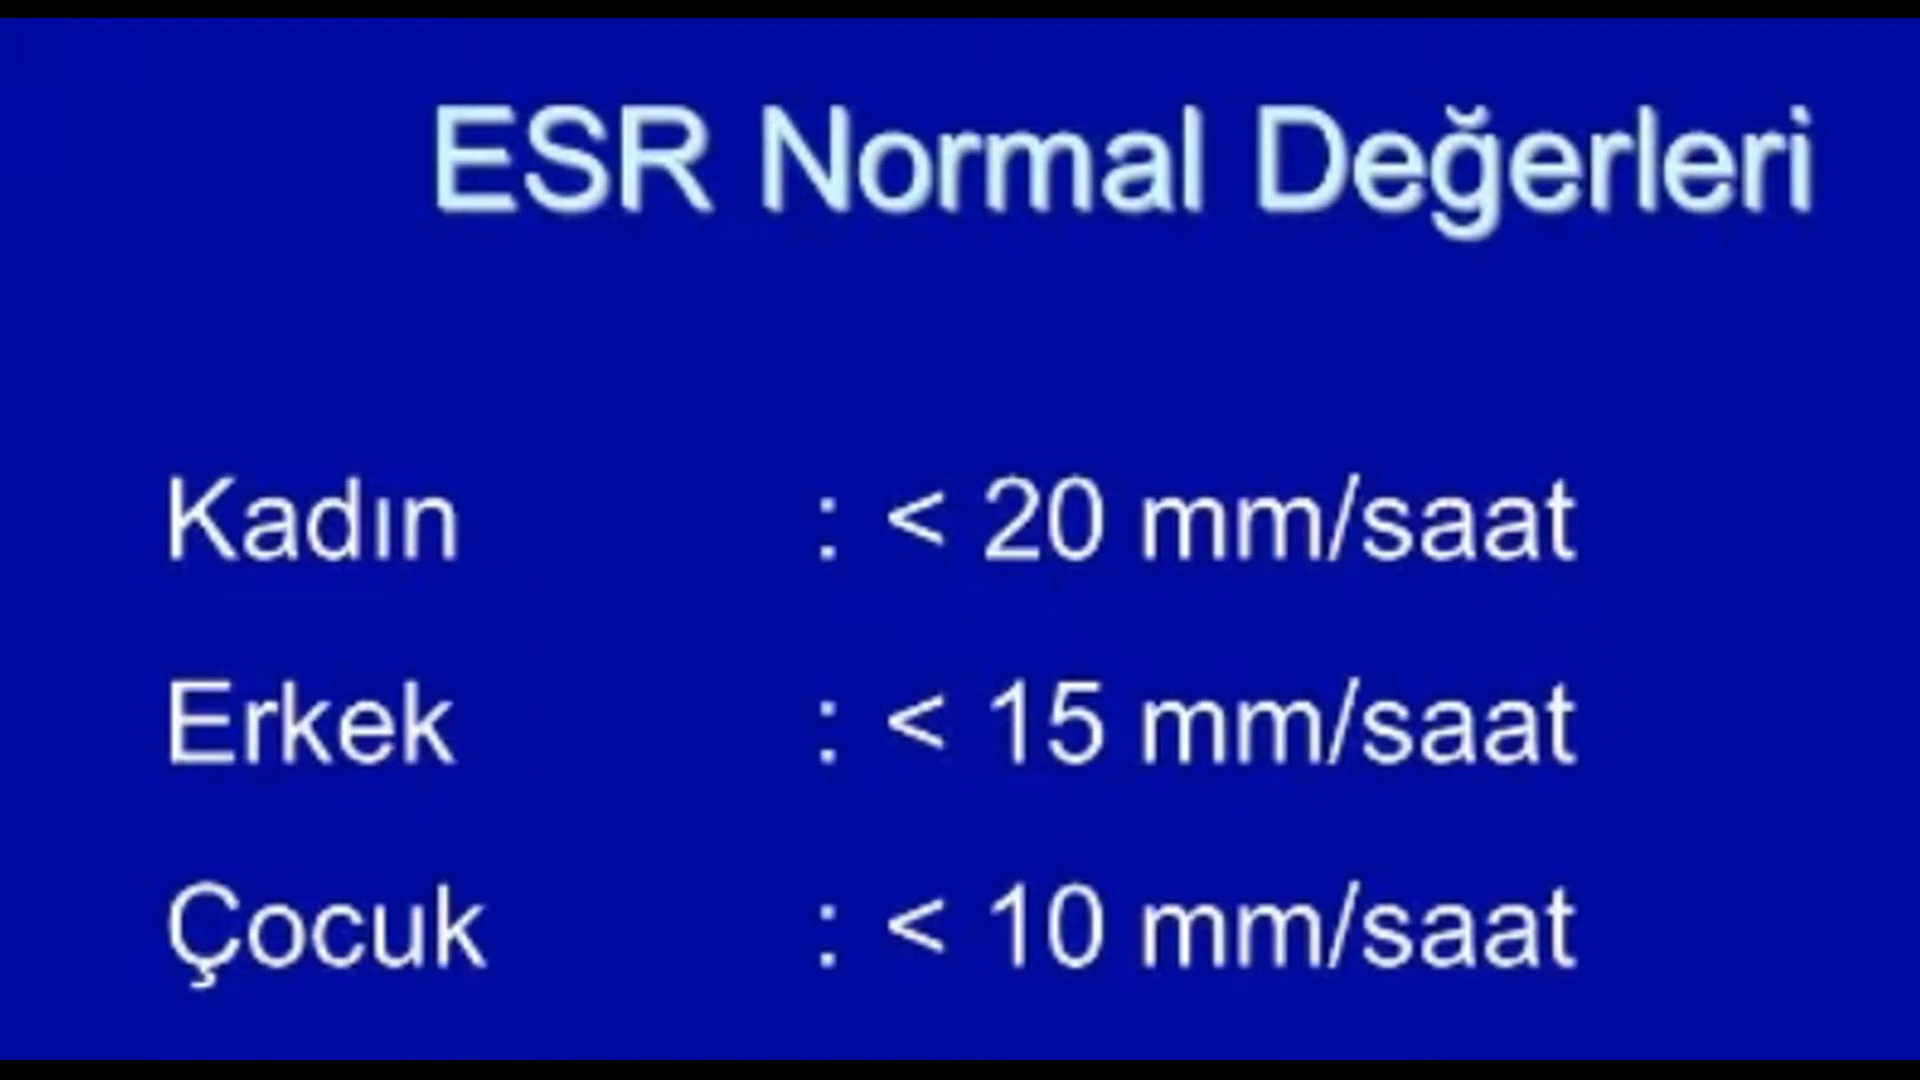 ESR Normal Değerleri
Kadın : < 20 mm/saat
Erkek : < 15 mm/saat
Çocuk : < 10 mm/saat